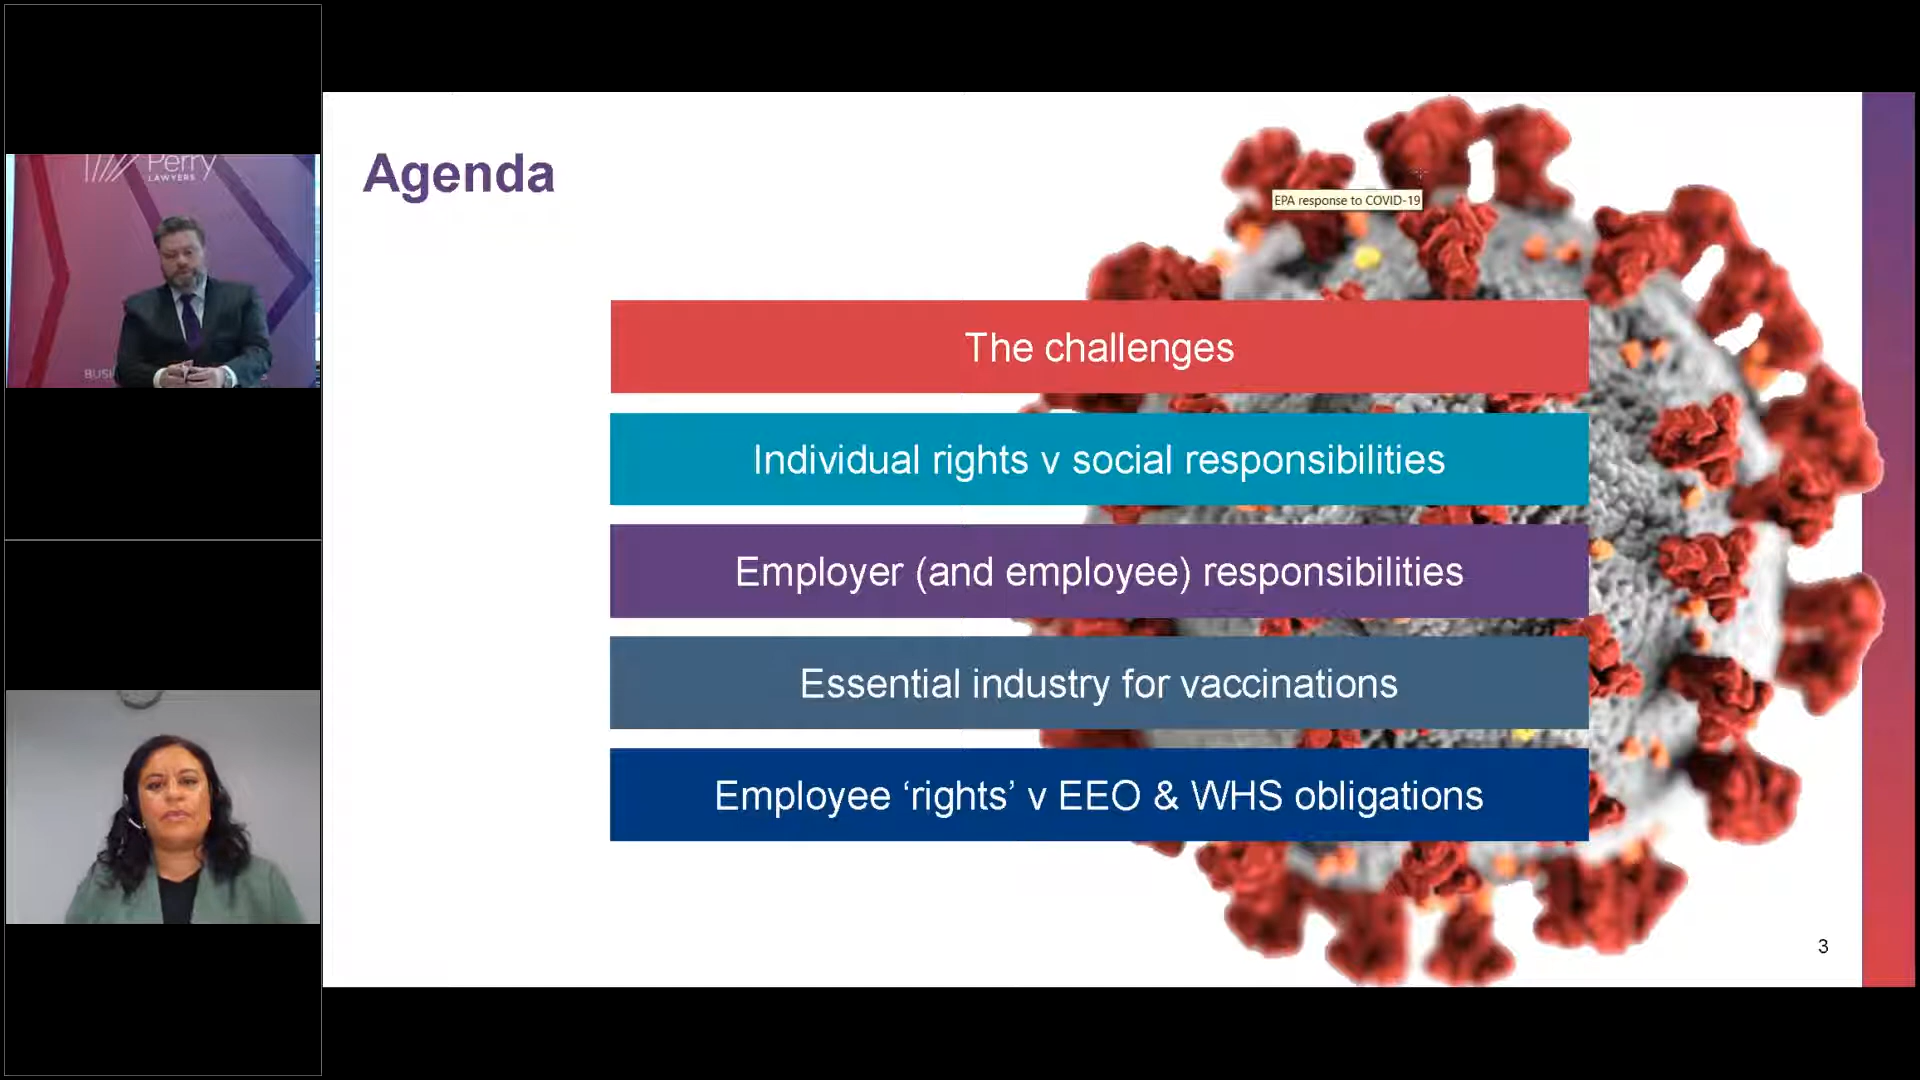 Perry
LAWYERS
BUSI
Agenda
EPA response to COVID-19
The challenges
Individual rights v social responsibilities
Employer (and employee) responsibilities
Essential industry for vaccinations
Employee ‘rights’ v EEO & WHS obligations
3